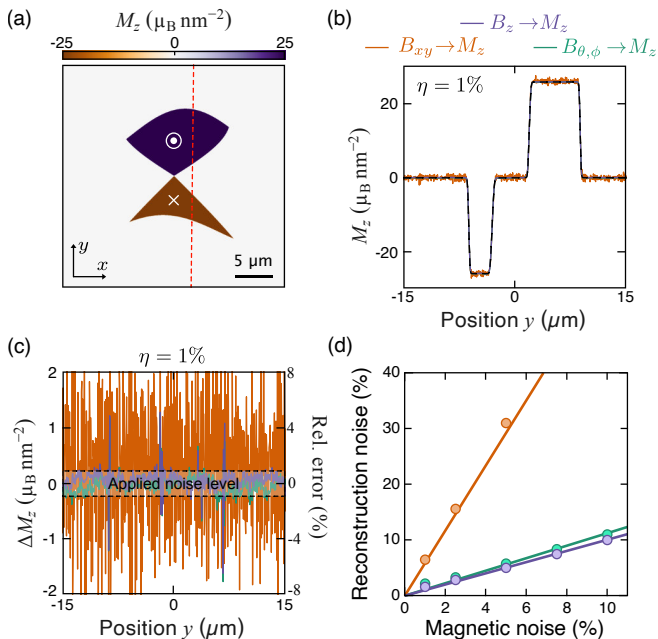 (a)
M_z (μ_B nm⁻²)
-25 0 25
y
x
5 μm
B_z → M_z
B_xy → M_z B_θ,ϕ → M_z
(b)
η = 1%
M_z (μ_B nm⁻²)
20
0
-20
-15 0 15
Position y (μm)
(c)
η = 1%
ΔM_z (μ_B nm⁻²)
2
1
0
-1
-2
Applied noise level
8
4
0
-4
-8
Rel. error (%)
-15 0 15
Position y (μm)
(d)
Reconstruction noise (%)
40
30
20
10
0
0 2 4 6 8 10
Magnetic noise (%)